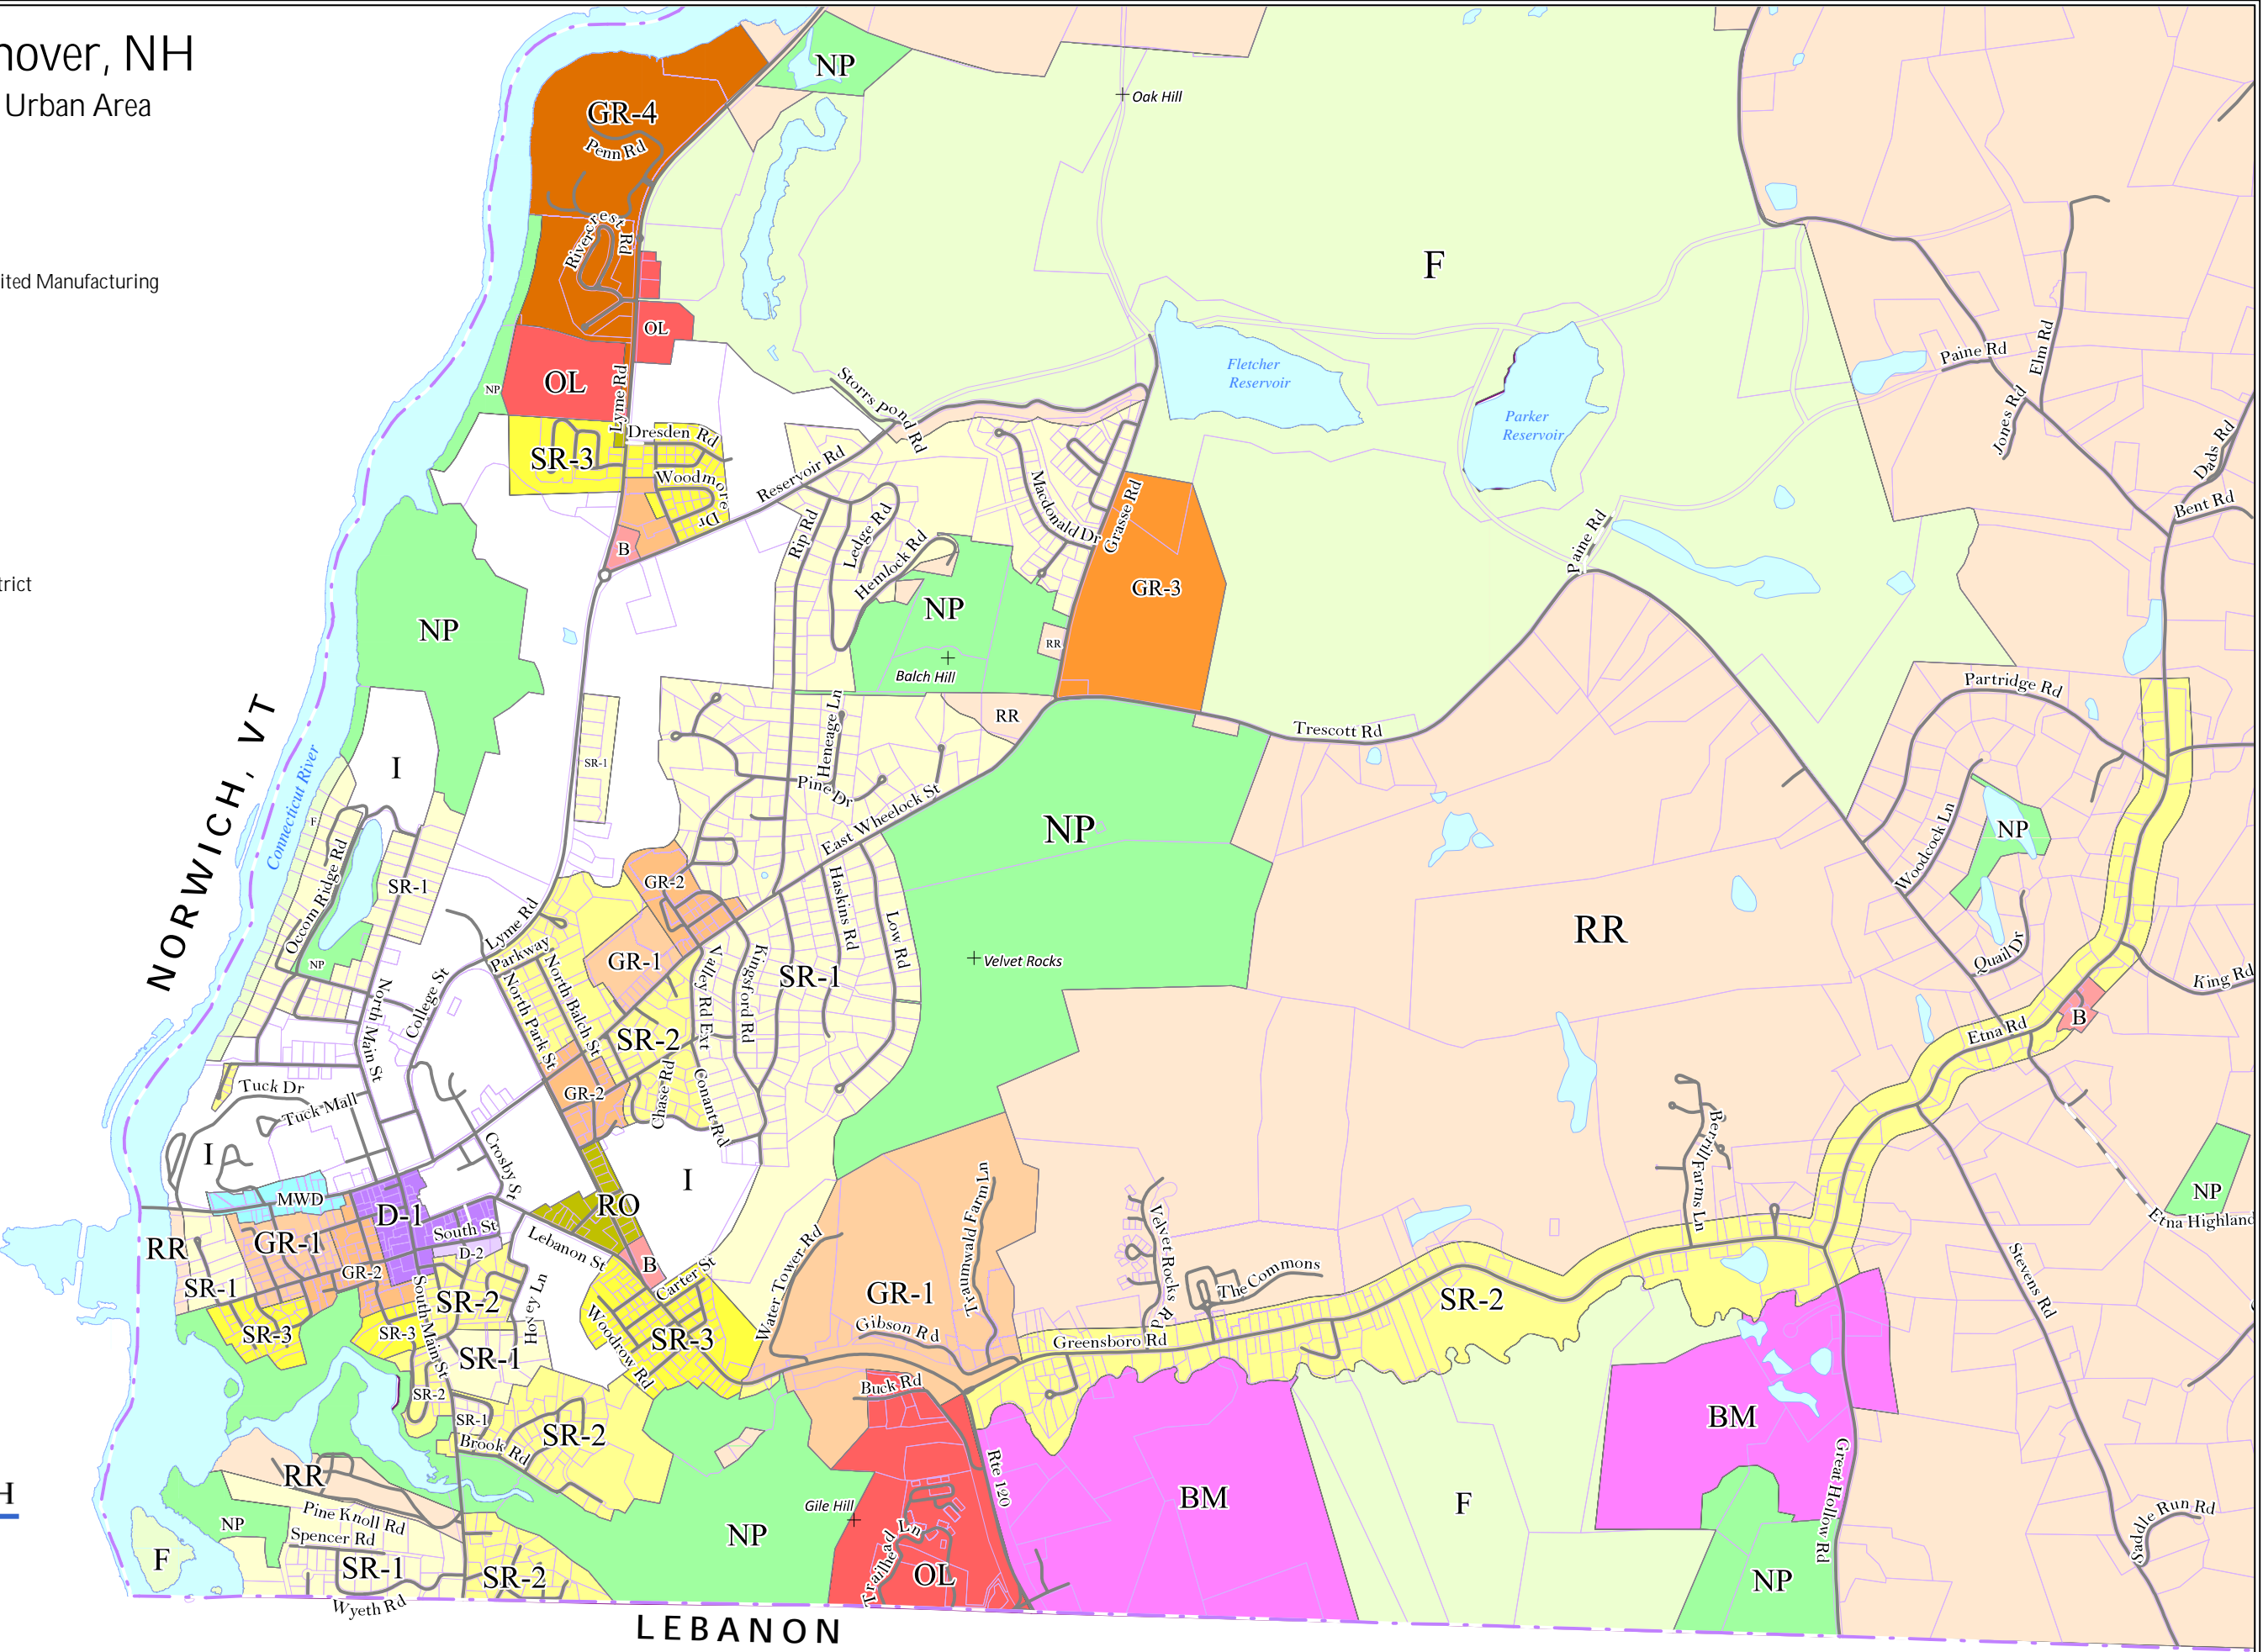 nover, NH
Urban Area
ited Manufacturing
trict
H
NORWICH, VT
Connecticut River
LEBANON
GR-4
Penn Rd
Rivercrest Rd
NP
Oak Hill
F
OL
OL
NP
Lyme Rd
SR-3
Dresden Rd
Woodmore Dr
B
Storrs Pond Rd
Reservoir Rd
Fletcher
Reservoir
Parker
Reservoir
Paine Rd
Elm Rd
Jones Rd
Dads Rd
Bent Rd
Macdonald Dr
Grasse Rd
Rip Rd
Ledge Rd
Hemlock Rd
NP
NP
Balch Hill
RR
GR-3
Paine Rd
RR
Trescott Rd
Partridge Rd
Heneage Ln
Pine Dr
East Wheelock St
SR-1
I
F
Occom Ridge Rd
SR-1
NP
NP
Woodcock Ln
NP
Quail Dr
King Rd
GR-2
Lyme Rd
Parkway
GR-1
North Balch St
North Park St
College St
North Main St
Valley Rd Ext
Kingsford Rd
SR-1
Haskins Rd
Low Rd
Velvet Rocks
RR
SR-2
Etna Rd
B
GR-2
Chase Rd
Conant Rd
Tuck Dr
Tuck Mall
I
Crosby St
I
MWD
D-1
South St
D-2
RO
Lebanon St
B
Carter St
RR
GR-1
GR-2
SR-1
SR-3
SR-3
SR-2
South Main St
Hovey Ln
SR-1
SR-2
SR-1
Woodrow Rd
SR-3
Water Tower Rd
Traumwald Farm Ln
GR-1
Gibson Rd
Velvet Rocks Rd
The Commons
Greensboro Rd
SR-2
Berrill Farms Ln
NP
Etna Highland
Stevens Rd
Buck Rd
Brook Rd
SR-2
RR
Pine Knoll Rd
Spencer Rd
NP
F
SR-1
Wyeth Rd
SR-2
NP
Gile Hill
Trailhead Ln
OL
Rte 120
BM
F
BM
Great Hollow Rd
NP
Saddle Run Rd